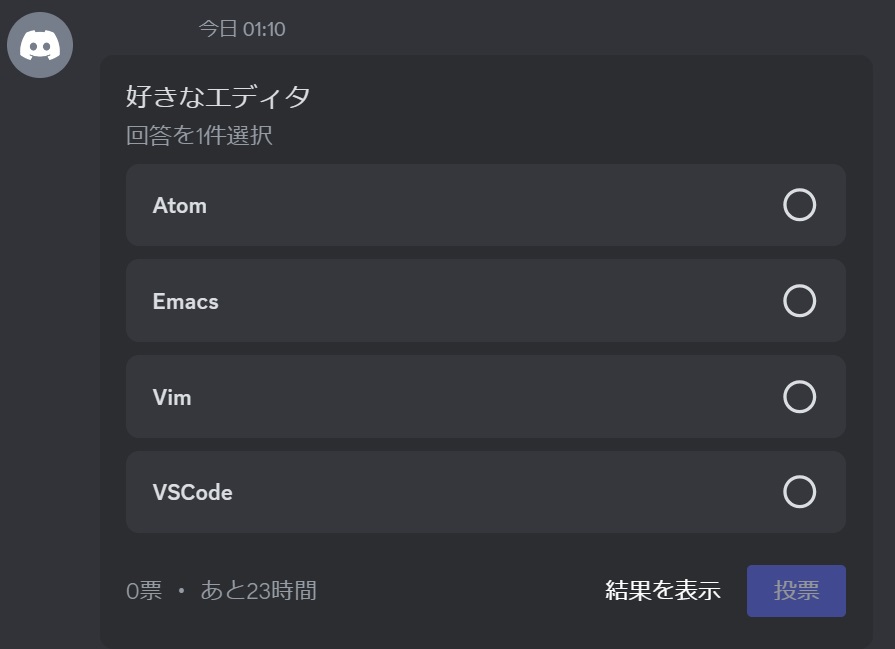 今日 01:10
好きなエディタ
回答を1件選択
Atom
Emacs
Vim
VSCode
0票 • あと23時間 結果を表示 投票